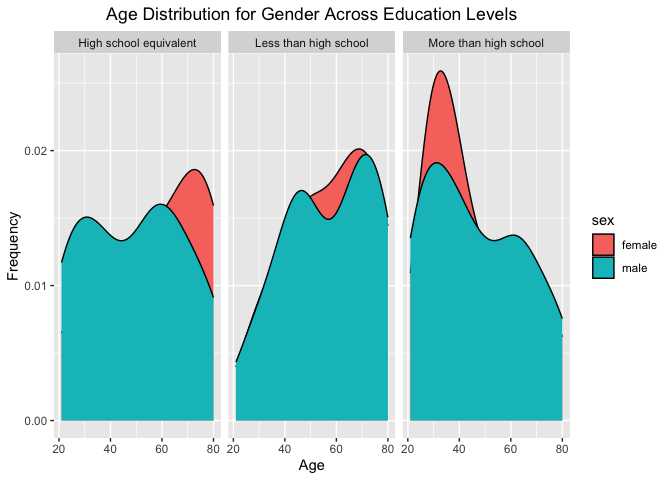 Age Distribution for Gender Across Education Levels
High school equivalent
Less than high school
More than high school
0.02
0.01
0.00
Frequency
20 40 60 80
20 40 60 80
20 40 60 80
Age
sex
female
male